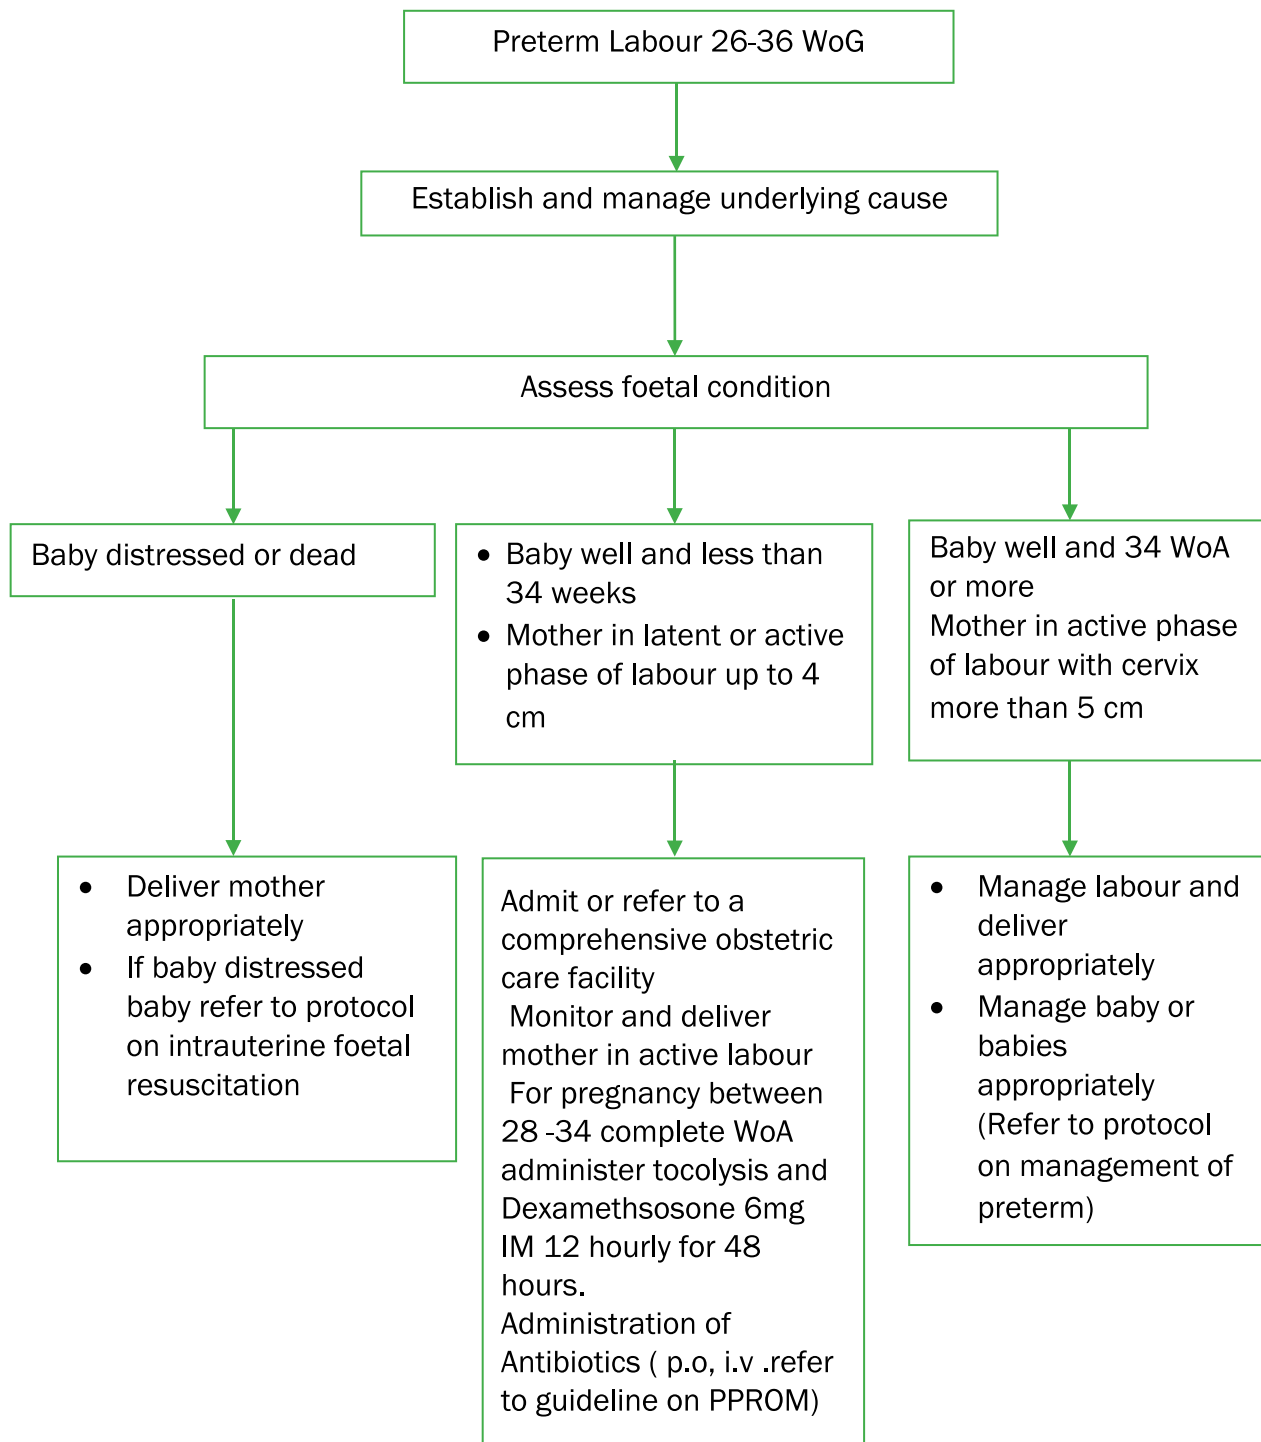 Preterm Labour 26-36 WoG
Establish and manage underlying cause
Assess foetal condition
Baby distressed or dead
• Baby well and less than
34 weeks
• Mother in latent or active
phase of labour up to 4
cm
Baby well and 34 WoA
or more
Mother in active phase
of labour with cervix
more than 5 cm
• Deliver mother
appropriately
• If baby distressed
baby refer to protocol
on intrauterine foetal
resuscitation
Admit or refer to a
comprehensive obstetric
care facility
Monitor and deliver
mother in active labour
For pregnancy between
28 -34 complete WoA
administer tocolysis and
Dexamethsosone 6mg
IM 12 hourly for 48
hours.
Administration of
Antibiotics ( p.o, i.v .refer
to guideline on PPROM)
• Manage labour and
deliver
appropriately
• Manage baby or
babies
appropriately
(Refer to protocol
on management of
preterm)